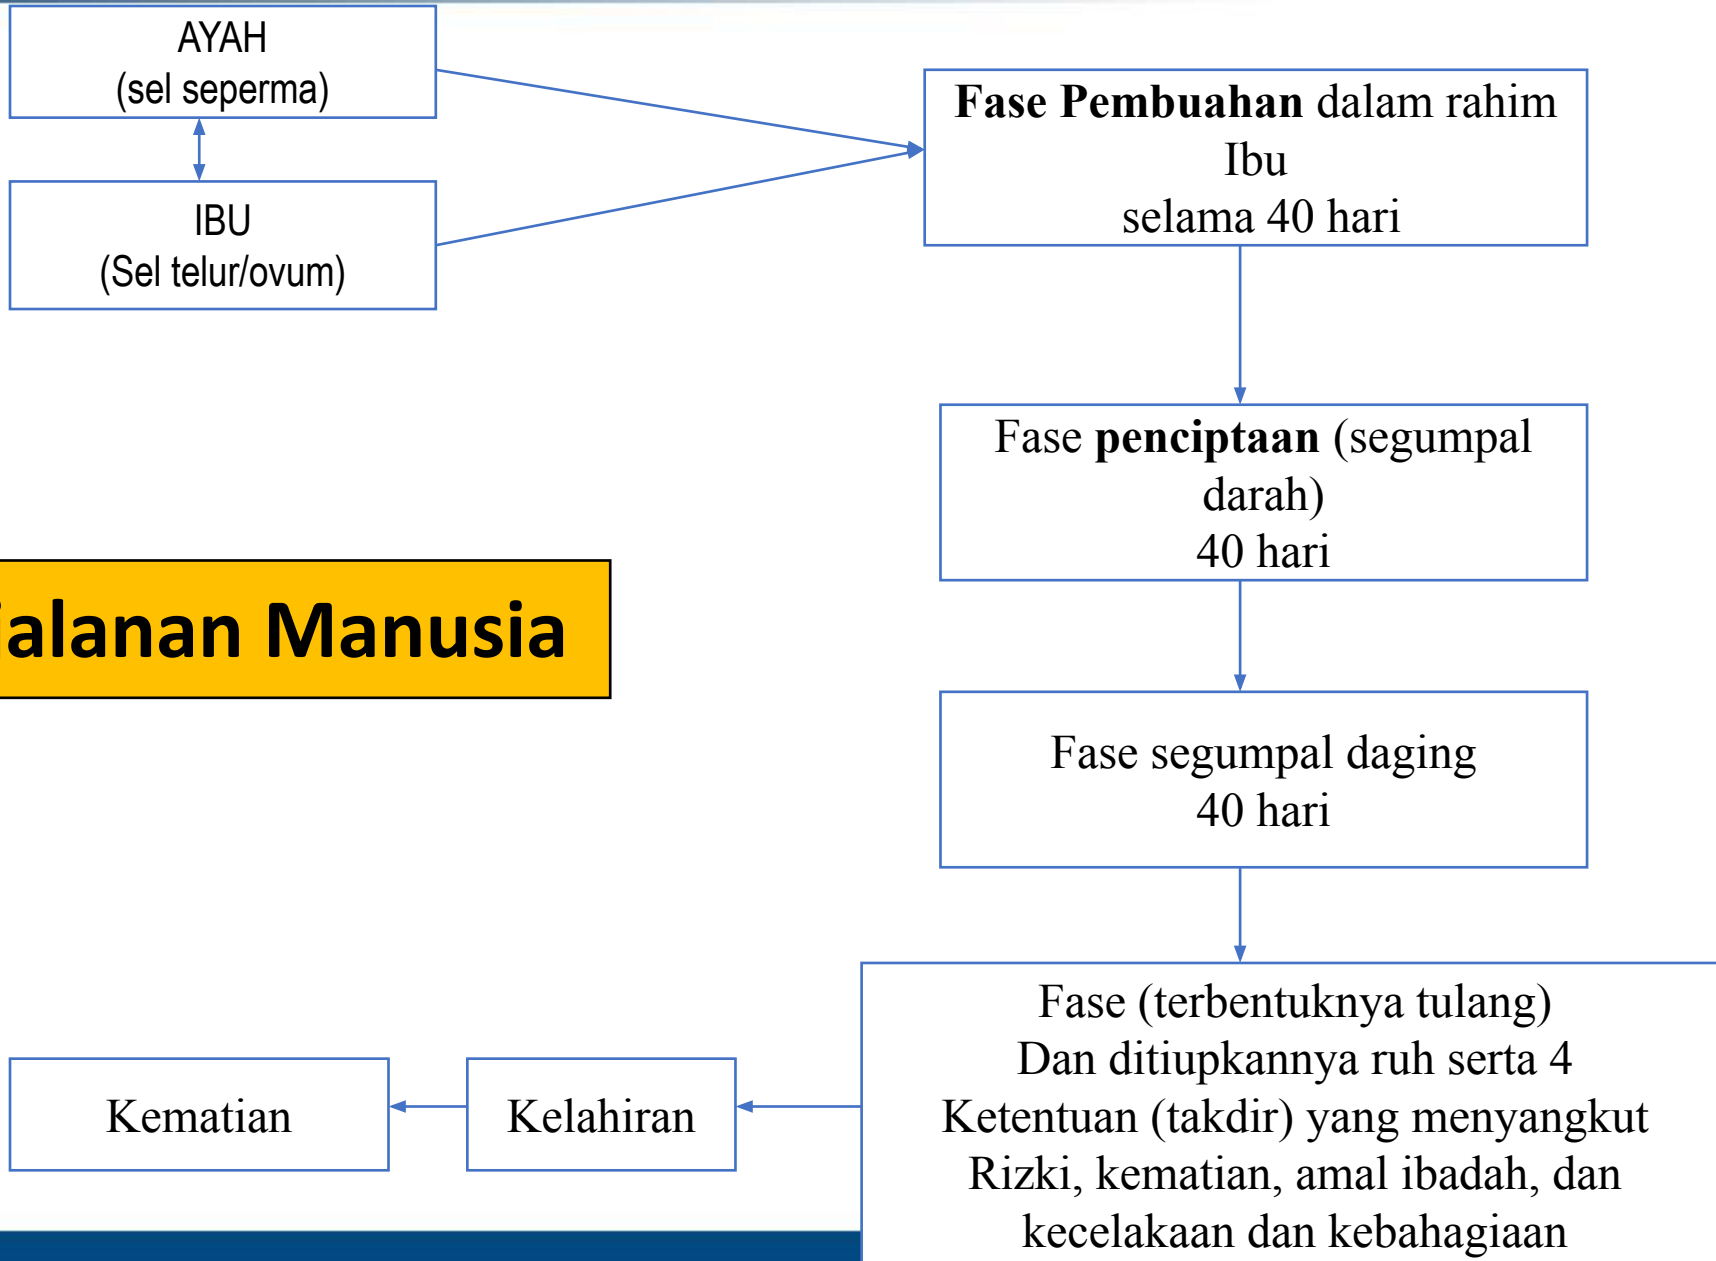 AYAH
(sel seperma)
IBU
(Sel telur/ovum)
Fase Pembuahan dalam rahim
Ibu
selama 40 hari
Fase penciptaan (segumpal
darah)
40 hari
jalanan Manusia
Fase segumpal daging
40 hari
Fase (terbentuknya tulang)
Dan ditiupkannya ruh serta 4
Ketentuan (takdir) yang menyangkut
Rizki, kematian, amal ibadah, dan
kecelakaan dan kebahagiaan
Kelahiran
Kematian